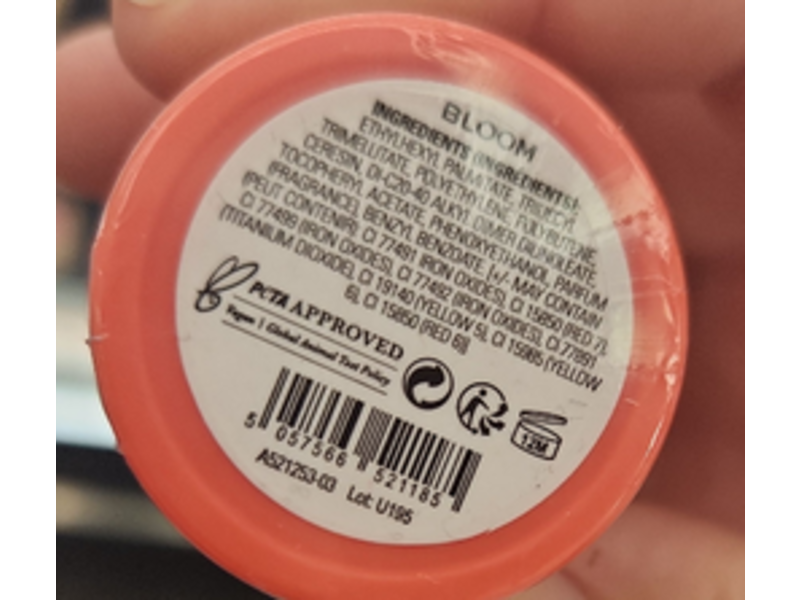 BLOOM
INGREDIENTS (INGRÉDIENTS):
ETHYLHEXYL PALMITATE, TRIDECYL
TRIMELLITATE, POLYETHYLENE, POLYBUTENE,
CERESIN, DI-C20-40 ALKYL DIMER DILINOLEATE,
TOCOPHERYL ACETATE, PHENOXYETHANOL, PARFUM
(FRAGRANCE), BENZYL BENZOATE, [+/- MAY CONTAIN
(PEUT CONTENIR): CI 77491 (IRON OXIDES), CI 15850 (RED 7),
CI 77499 (IRON OXIDES), CI 77492 (IRON OXIDES), CI 77891
(TITANIUM DIOXIDE), CI 19140 (YELLOW 5), CI 15985 (YELLOW
6), CI 15850 (RED 6)]
PETA APPROVED
Vegan | Global Animal Test Policy
12M
5 057566 521185
A521253-03 Lot: U195